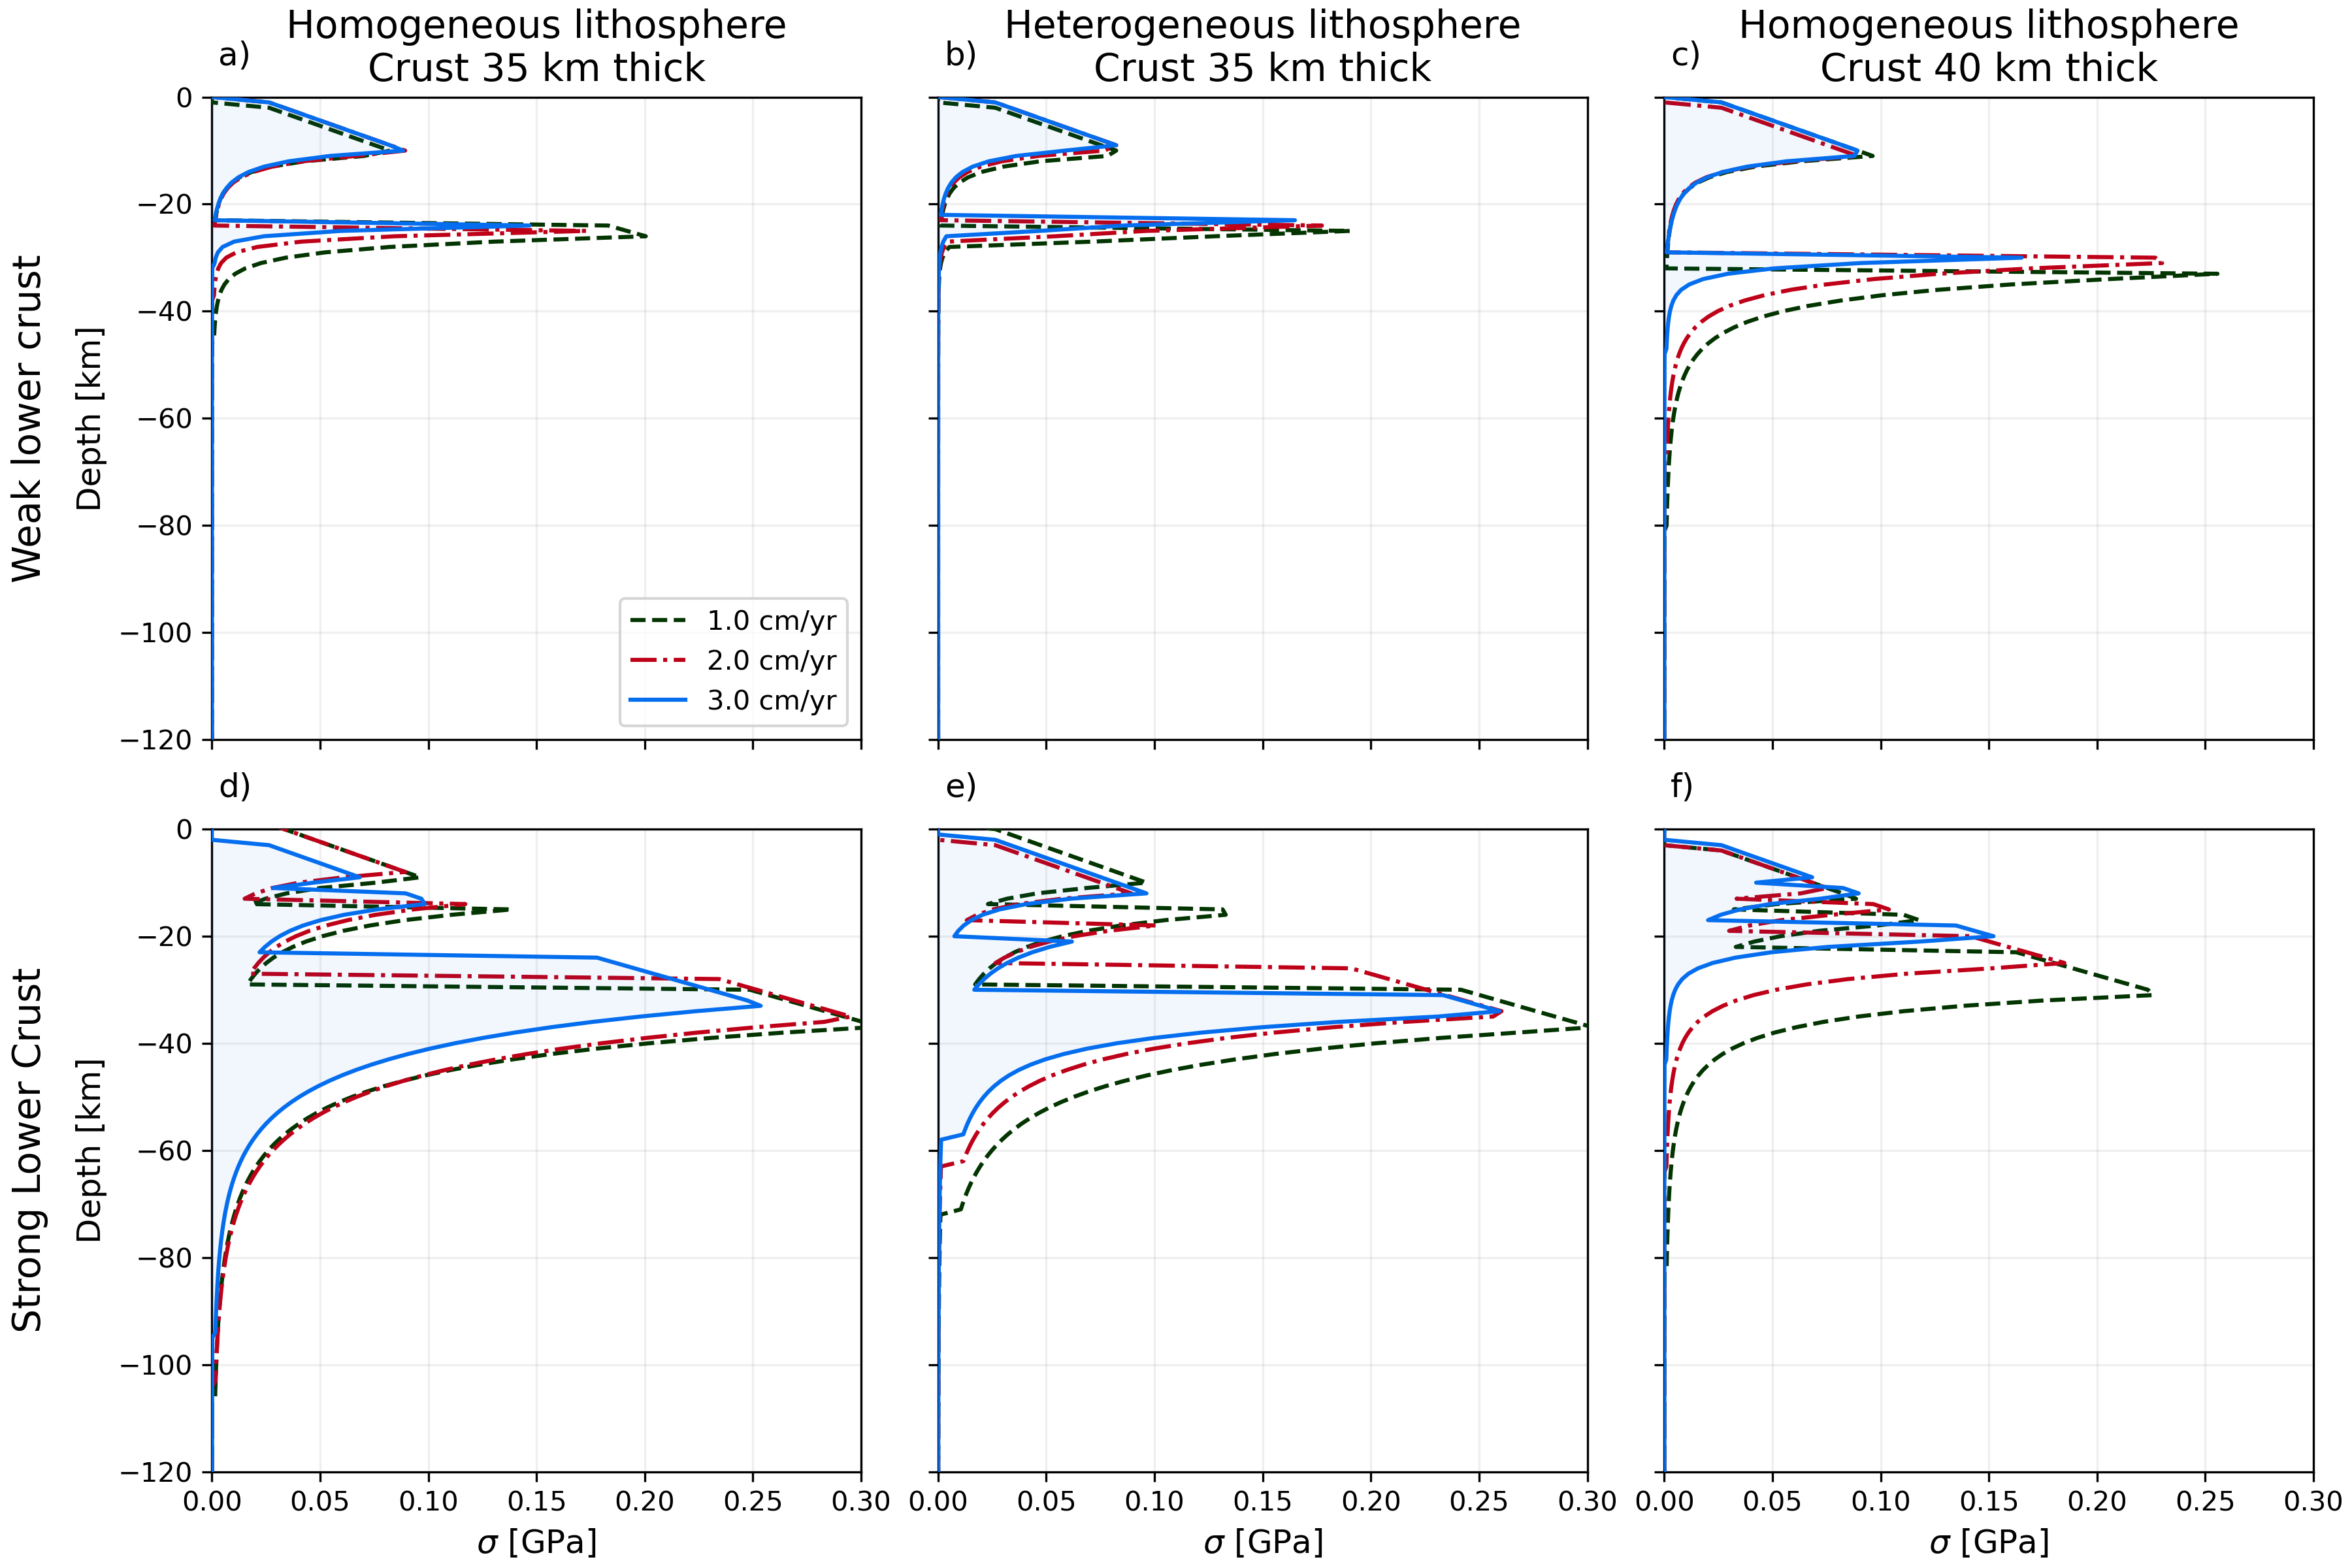 Homogeneous lithosphere
Crust 35 km thick
Heterogeneous lithosphere
Crust 35 km thick
Homogeneous lithosphere
Crust 40 km thick
a)
b)
c)
Weak lower crust
Depth [km]
0
−20
−40
−60
−80
−100
−120
1.0 cm/yr
2.0 cm/yr
3.0 cm/yr
d)
e)
f)
Strong Lower Crust
Depth [km]
0
−20
−40
−60
−80
−100
−120
0.00 0.05 0.10 0.15 0.20 0.25 0.30
0.00 0.05 0.10 0.15 0.20 0.25 0.30
0.00 0.05 0.10 0.15 0.20 0.25 0.30
σ [GPa]
σ [GPa]
σ [GPa]